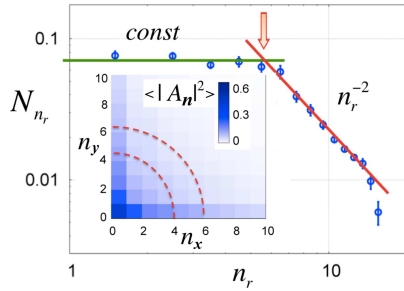 0.1
const
10
<|Aₙ|²>
0.6
0.3
0
n_r^{-2}
N_{n_r}
8
n_y
6
4
2
0
0.01
0 2 4 6 8 10
n_x
1
10
n_r